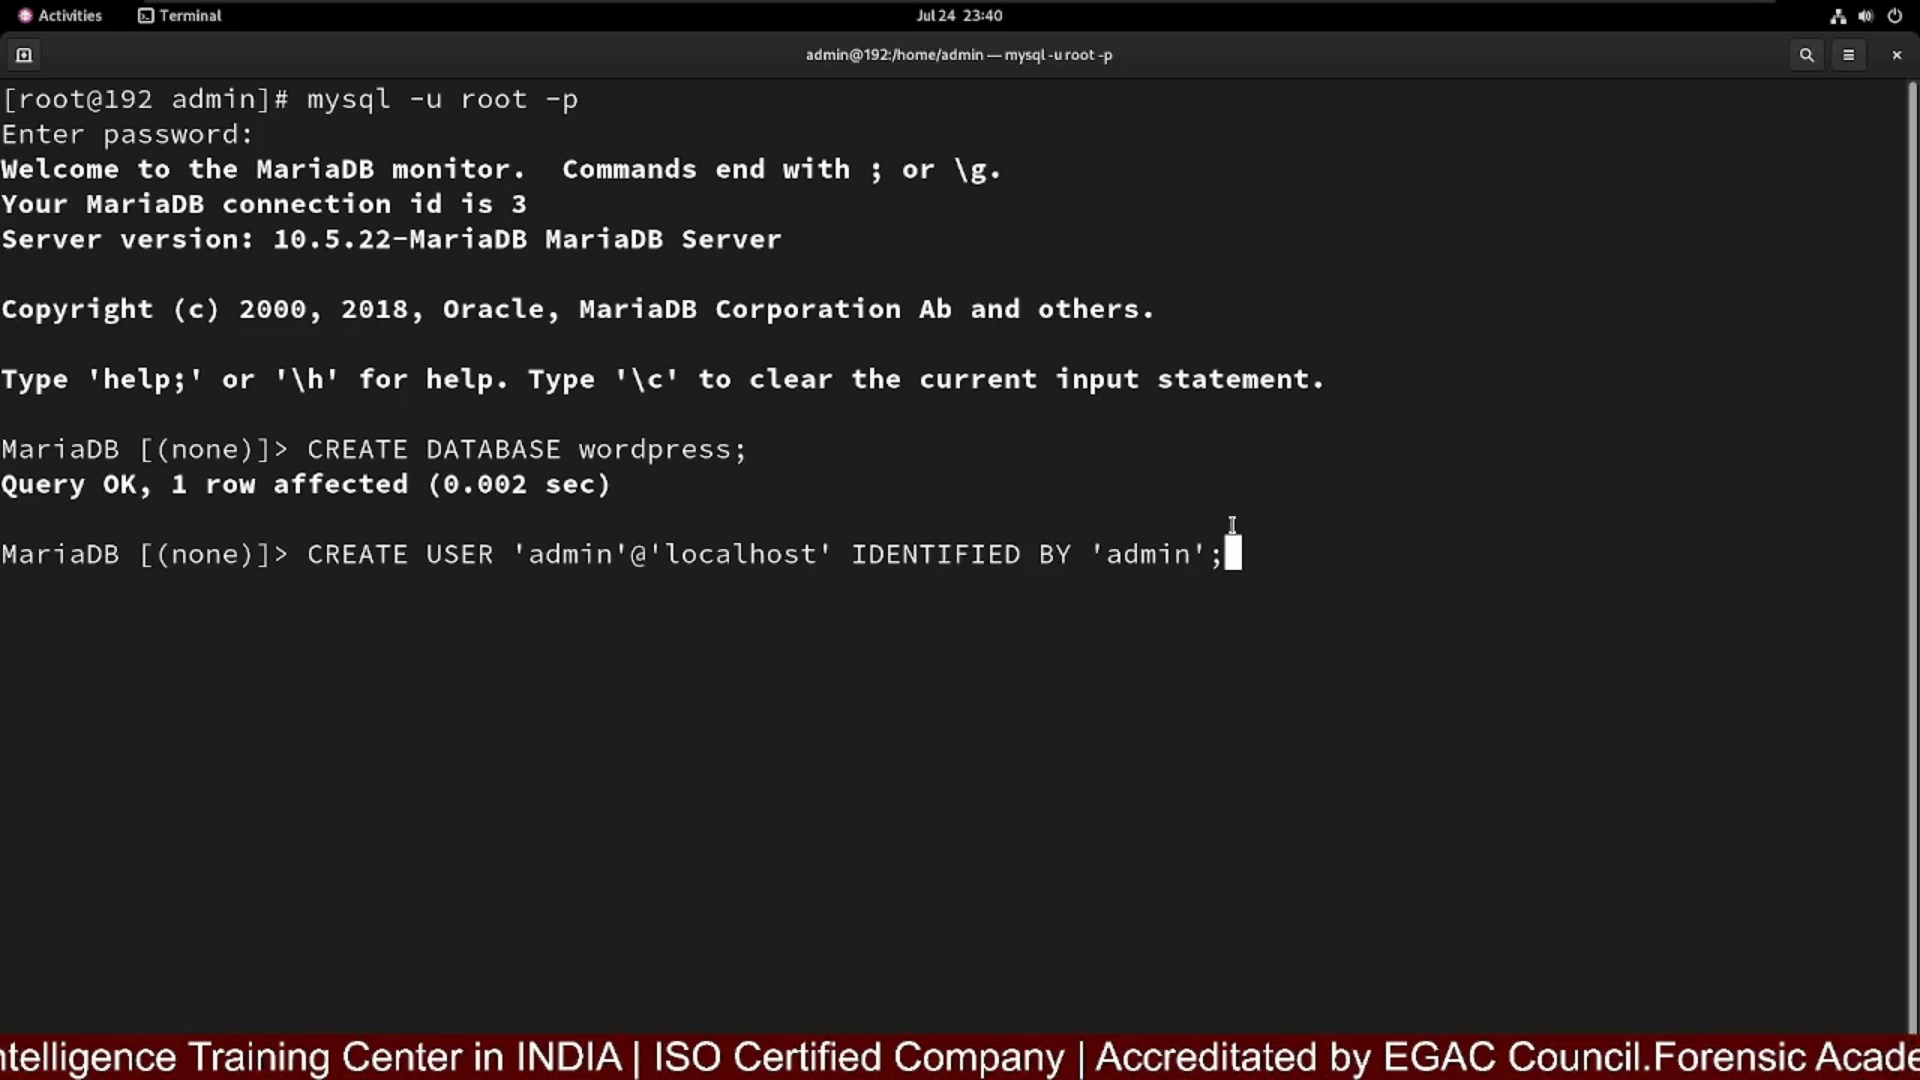 Activities Terminal Jul 24 23:40
admin@192:/home/admin — mysql -u root -p
[root@192 admin]# mysql -u root -p
Enter password:
Welcome to the MariaDB monitor.  Commands end with ; or \g.
Your MariaDB connection id is 3
Server version: 10.5.22-MariaDB MariaDB Server
Copyright (c) 2000, 2018, Oracle, MariaDB Corporation Ab and others.
Type 'help;' or '\h' for help. Type '\c' to clear the current input statement.
MariaDB [(none)]> CREATE DATABASE wordpress;
Query OK, 1 row affected (0.002 sec)
MariaDB [(none)]> CREATE USER 'admin'@'localhost' IDENTIFIED BY 'admin';
ntelligence Training Center in INDIA | ISO Certified Company | Accreditated by EGAC Council.Forensic Acade